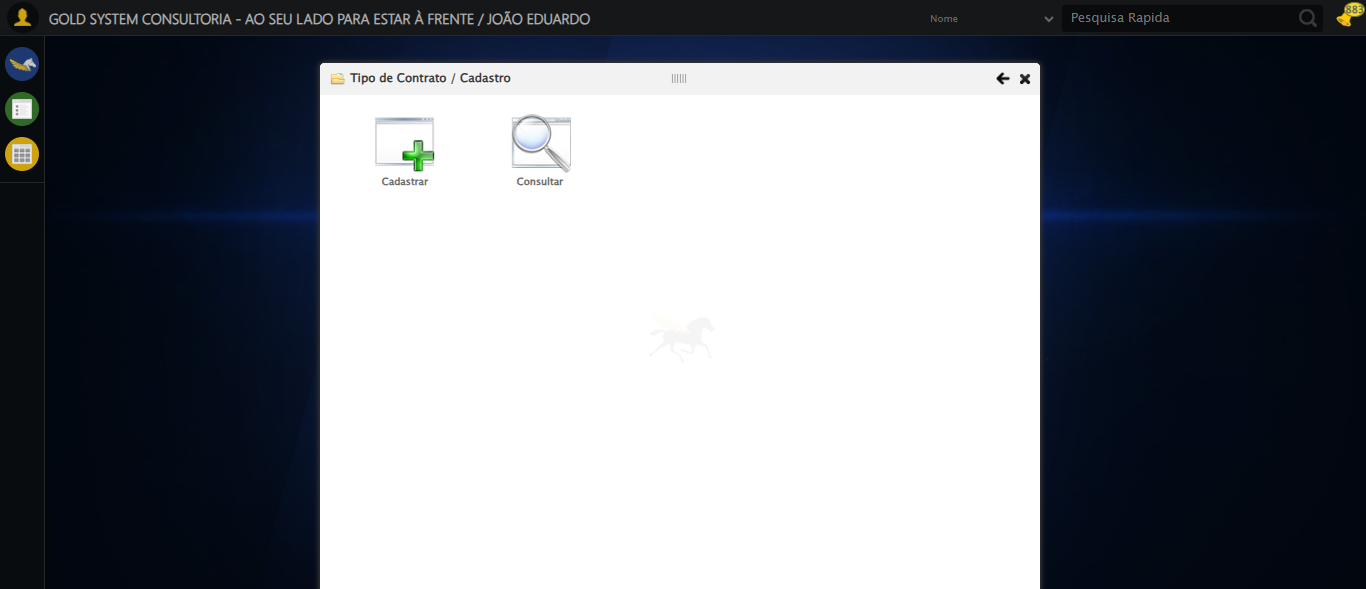 GOLD SYSTEM CONSULTORIA - AO SEU LADO PARA ESTAR À FRENTE / JOÃO EDUARDO
Nome
Pesquisa Rapida
883
Tipo de Contrato / Cadastro
Cadastrar
Consultar